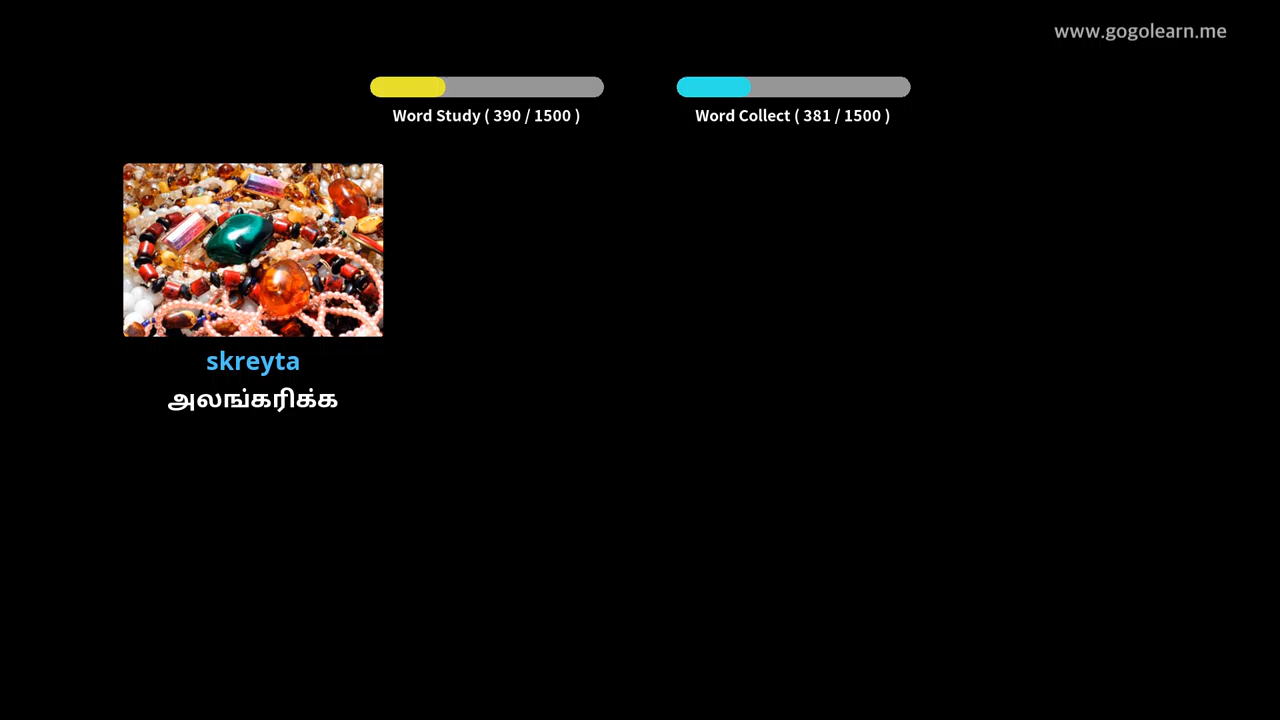 www.gogolearn.me
Word Study ( 390 / 1500 )
Word Collect ( 381 / 1500 )
skreyta
அலங்கரிக்க